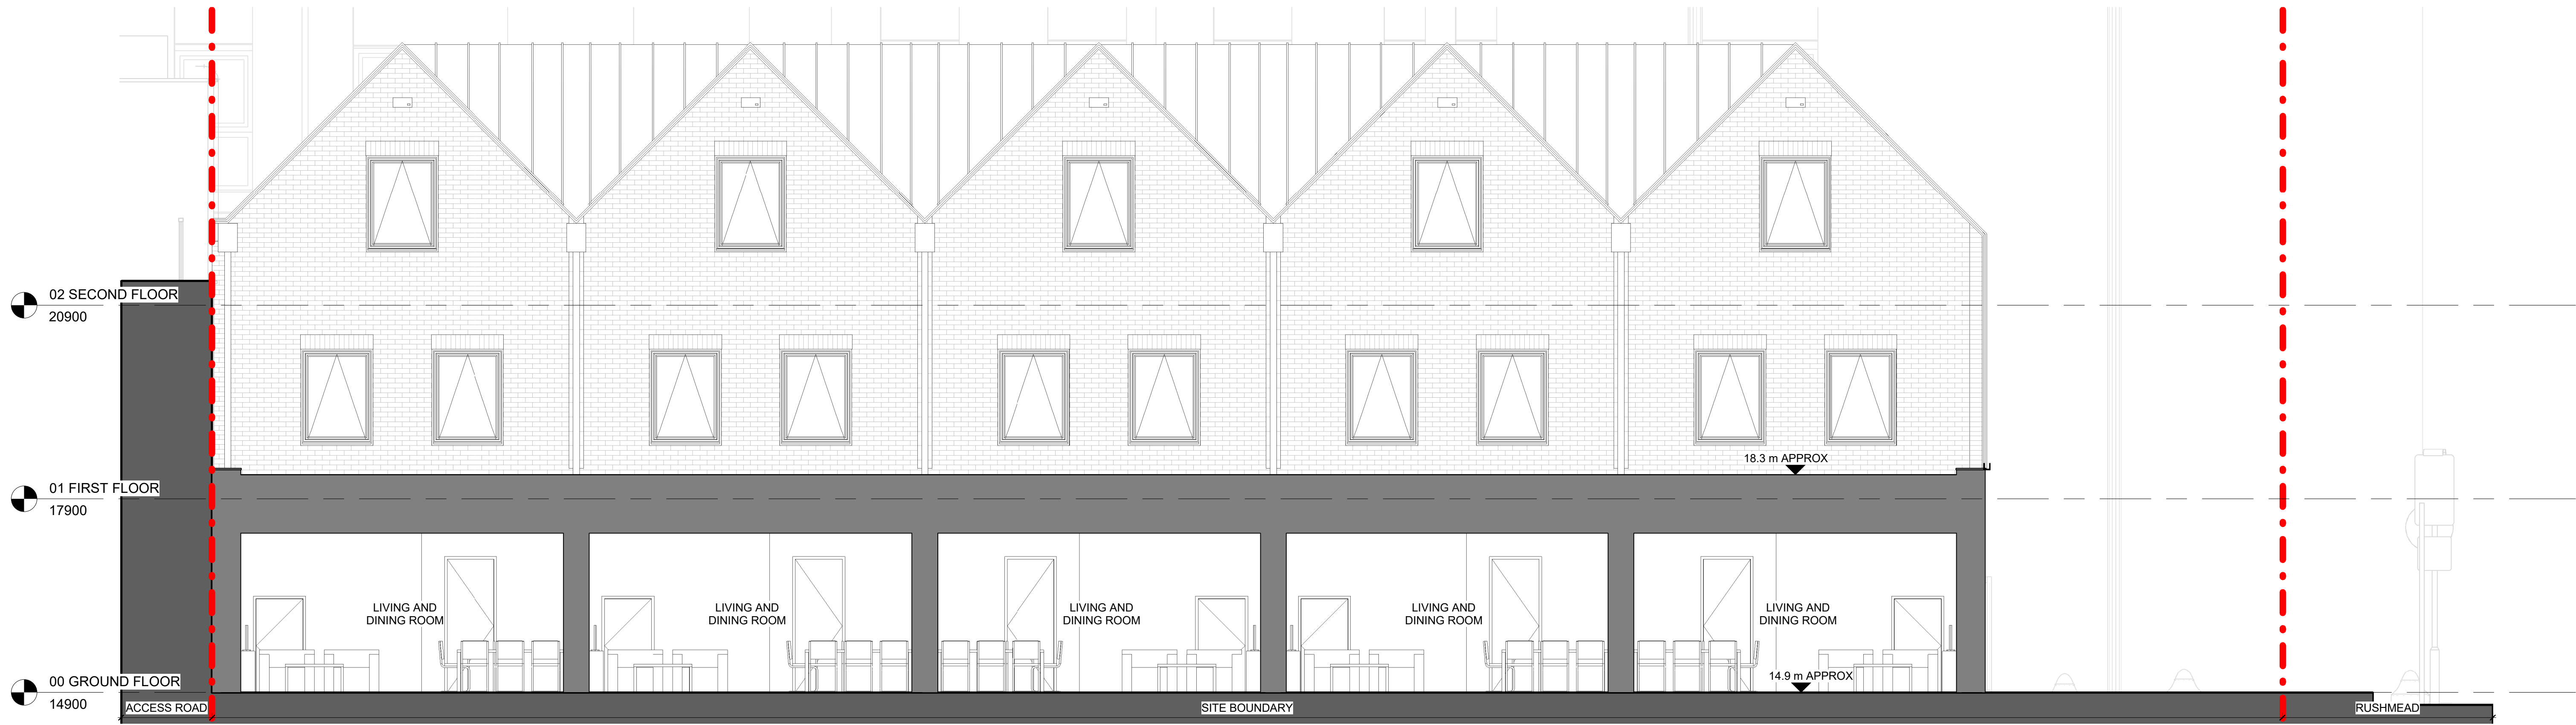 02 SECOND FLOOR
20900
18.3 m APPROX
01 FIRST FLOOR
17900
LIVING AND
DINING ROOM
LIVING AND
DINING ROOM
LIVING AND
DINING ROOM
LIVING AND
DINING ROOM
LIVING AND
DINING ROOM
14.9 m APPROX
00 GROUND FLOOR
14900
ACCESS ROAD
SITE BOUNDARY
RUSHMEAD